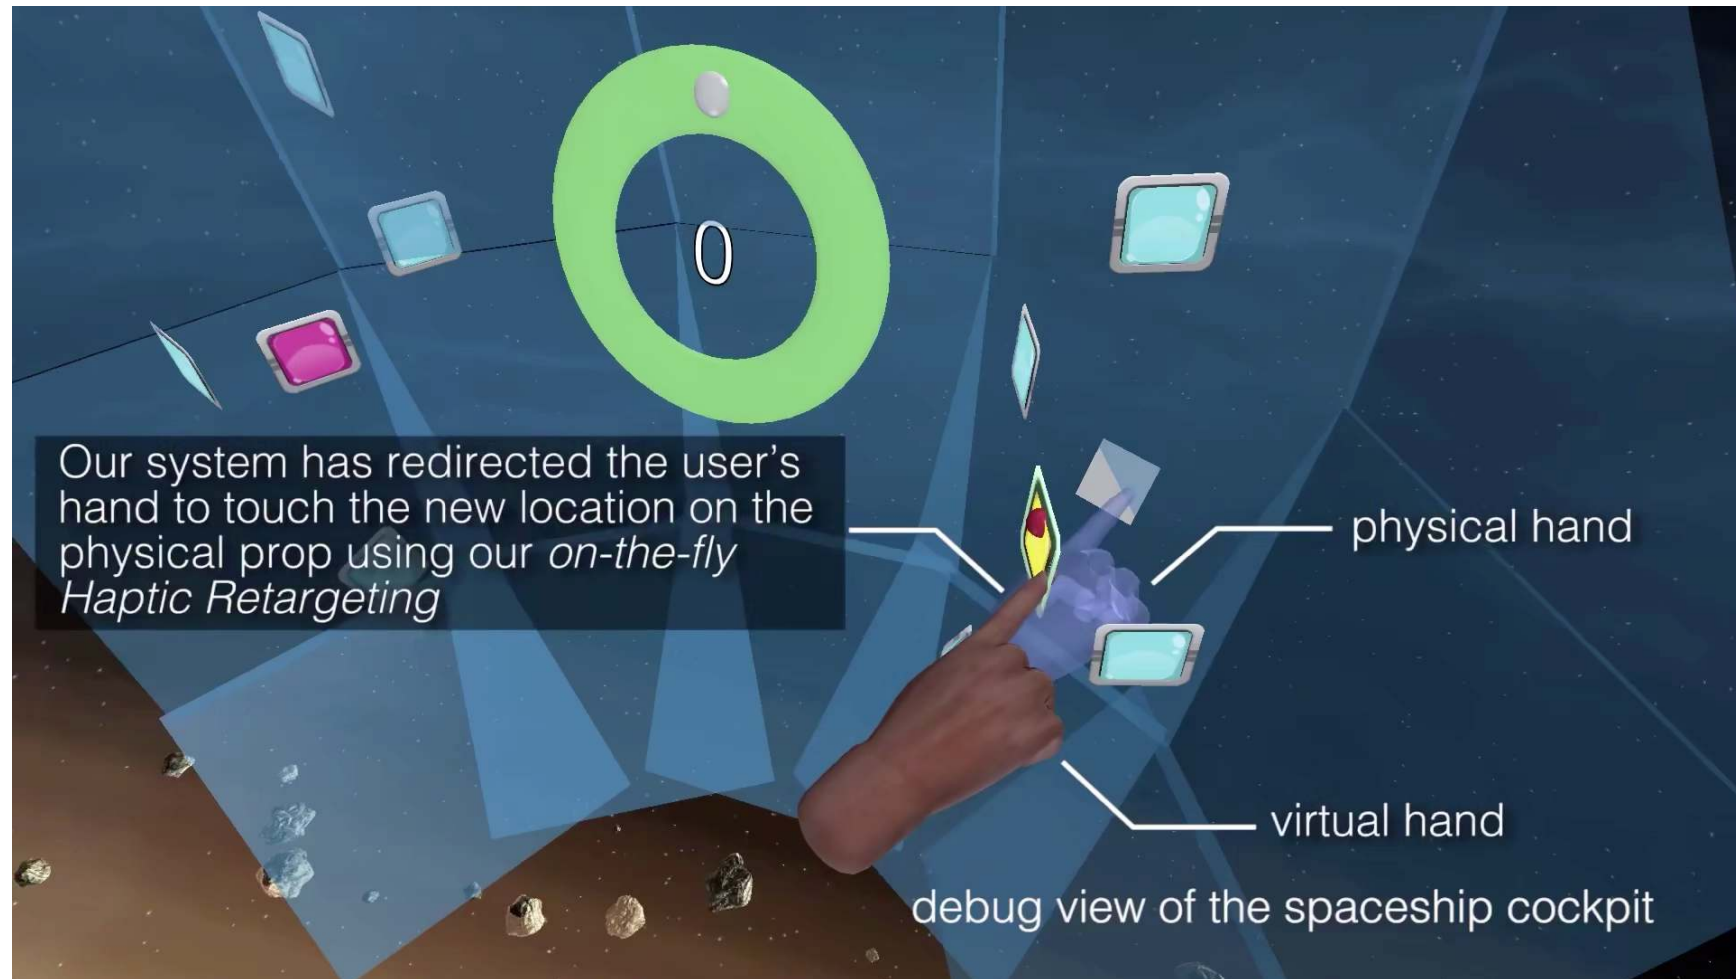 0
Our system has redirected the user's
hand to touch the new location on the
physical prop using our on-the-fly
Haptic Retargeting
physical hand
virtual hand
debug view of the spaceship cockpit